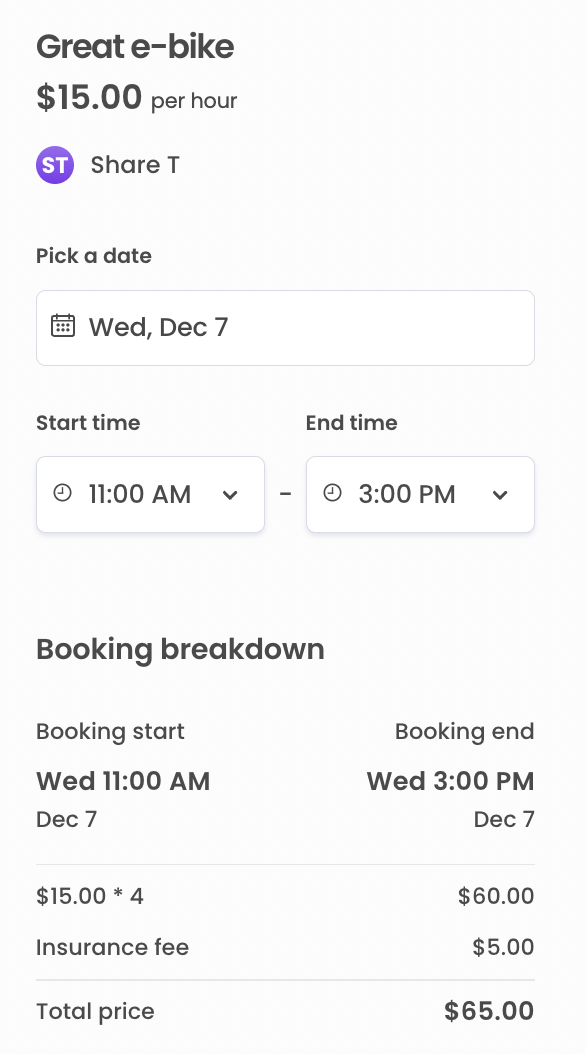 Great e-bike
$15.00 per hour
ST Share T
Pick a date
Wed, Dec 7
Start time End time
11:00 AM - 3:00 PM
Booking breakdown
Booking start Booking end
Wed 11:00 AM Wed 3:00 PM
Dec 7 Dec 7
$15.00 * 4 $60.00
Insurance fee $5.00
Total price $65.00